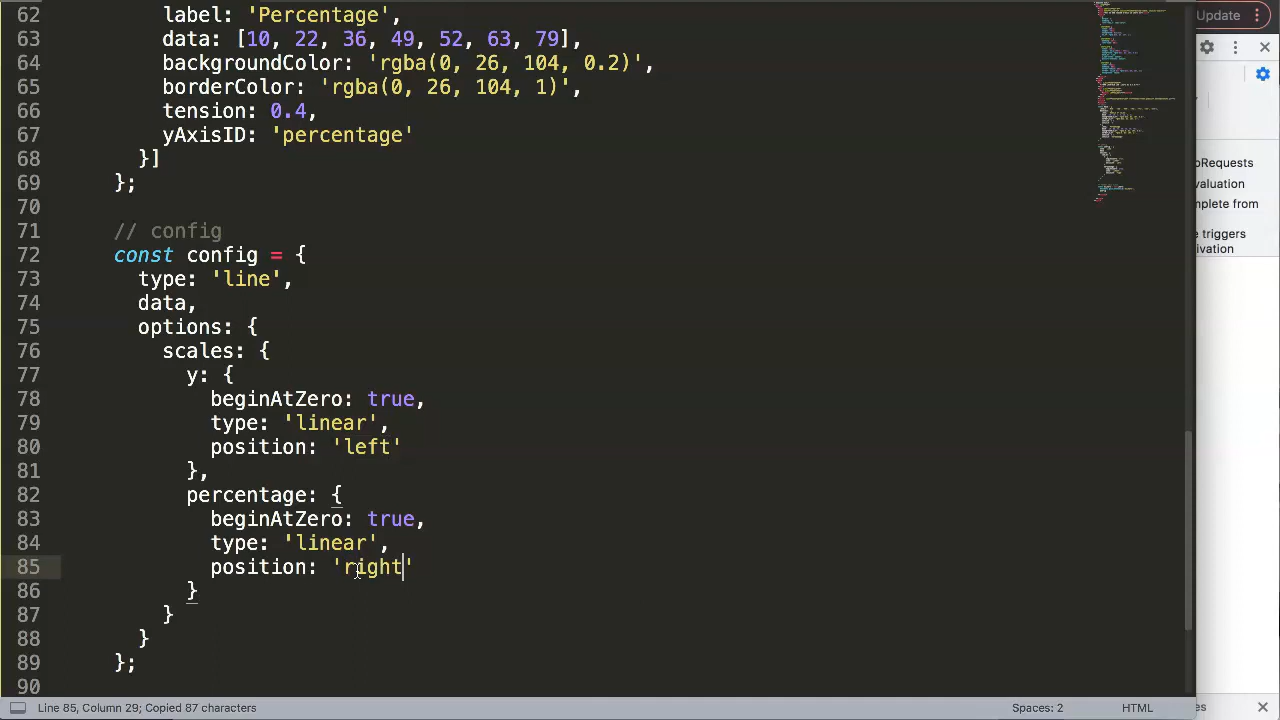 62 label: 'Percentage',
63 data: [10, 22, 36, 49, 52, 63, 79],
64 backgroundColor: 'rgba(0, 26, 104, 0.2)',
65 borderColor: 'rgba(0, 26, 104, 1)',
66 tension: 0.4,
67 yAxisID: 'percentage'
68 }]
69 };
70
71 // config
72 const config = {
73 type: 'line',
74 data,
75 options: {
76 scales: {
77 y: {
78 beginAtZero: true,
79 type: 'linear',
80 position: 'left'
81 },
82 percentage: {
83 beginAtZero: true,
84 type: 'linear',
85 position: 'right'
86 }
87 }
88 }
89 };
90
Line 85, Column 29; Copied 87 characters
Spaces: 2
HTML
Update
pRequests
valuation
nplete from
e triggers
ivation
es